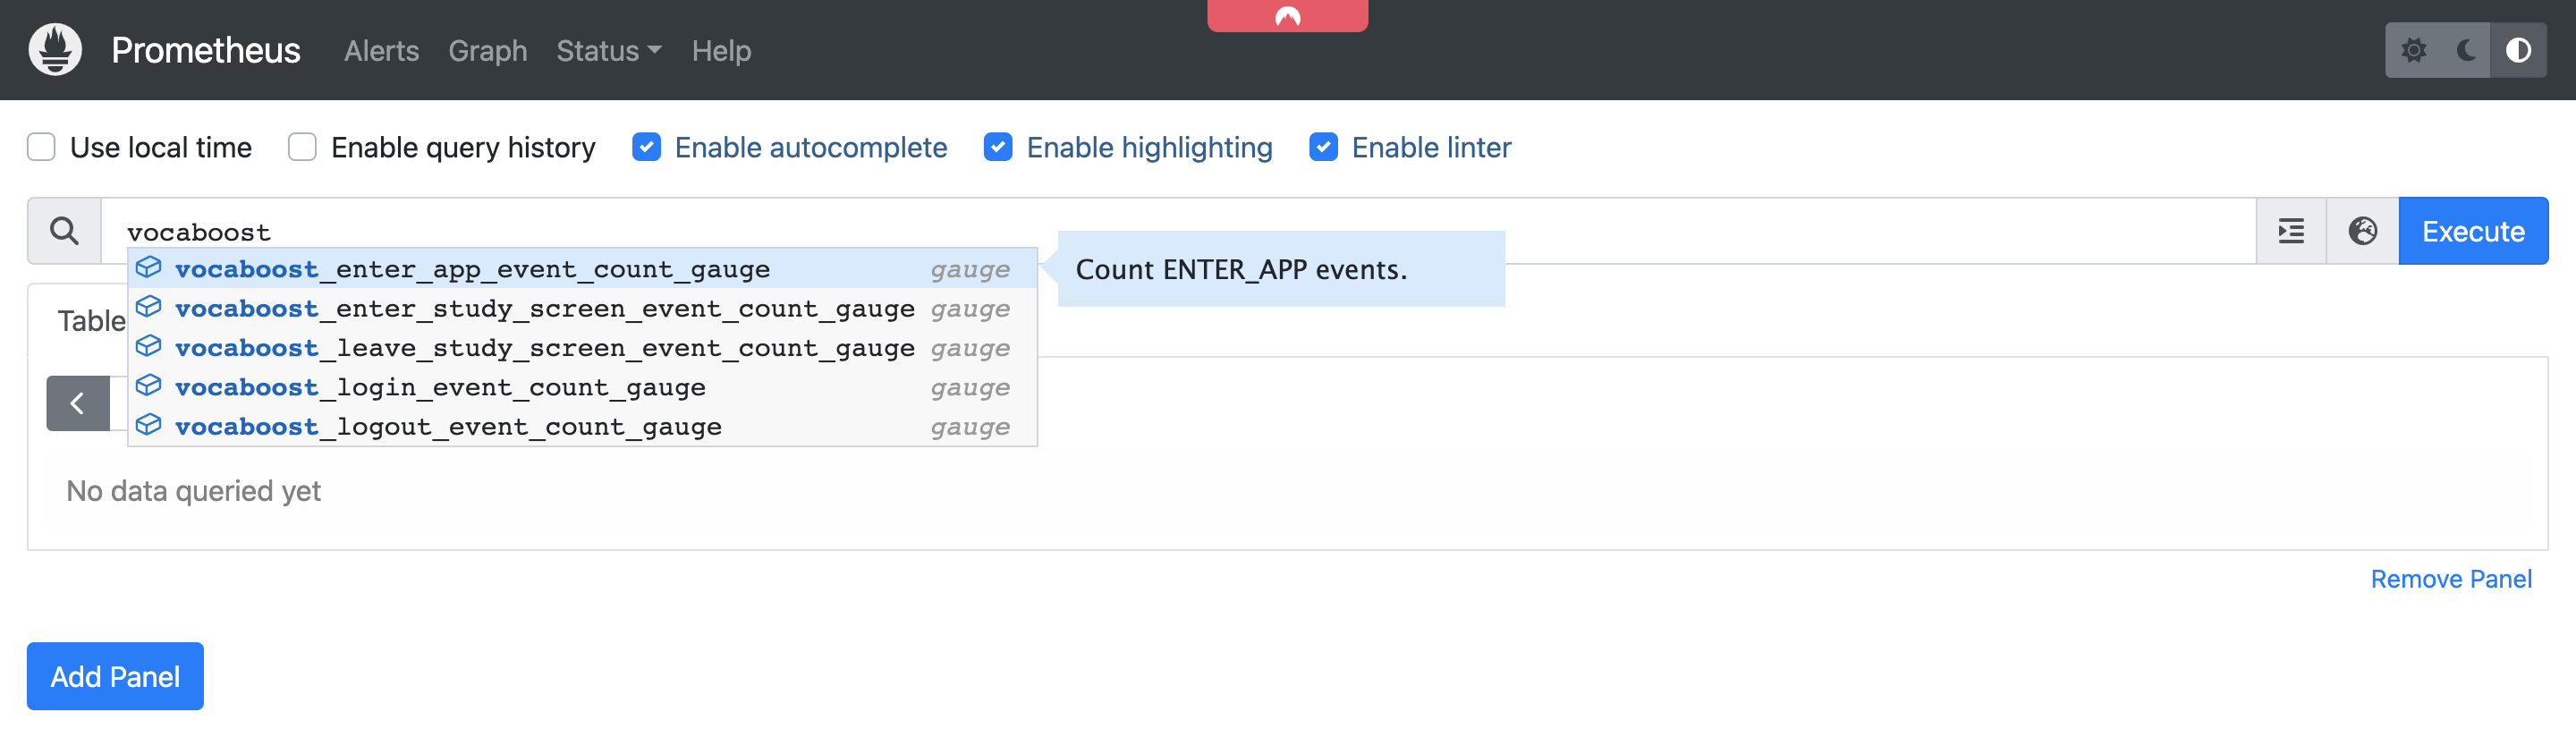 Prometheus Alerts Graph Status Help
Use local time Enable query history Enable autocomplete Enable highlighting Enable linter
vocaboost Execute
vocaboost_enter_app_event_count_gauge gauge Count ENTER_APP events.
vocaboost_enter_study_screen_event_count_gauge gauge
Table
vocaboost_leave_study_screen_event_count_gauge gauge
vocaboost_login_event_count_gauge gauge
vocaboost_logout_event_count_gauge gauge
No data queried yet
Remove Panel
Add Panel